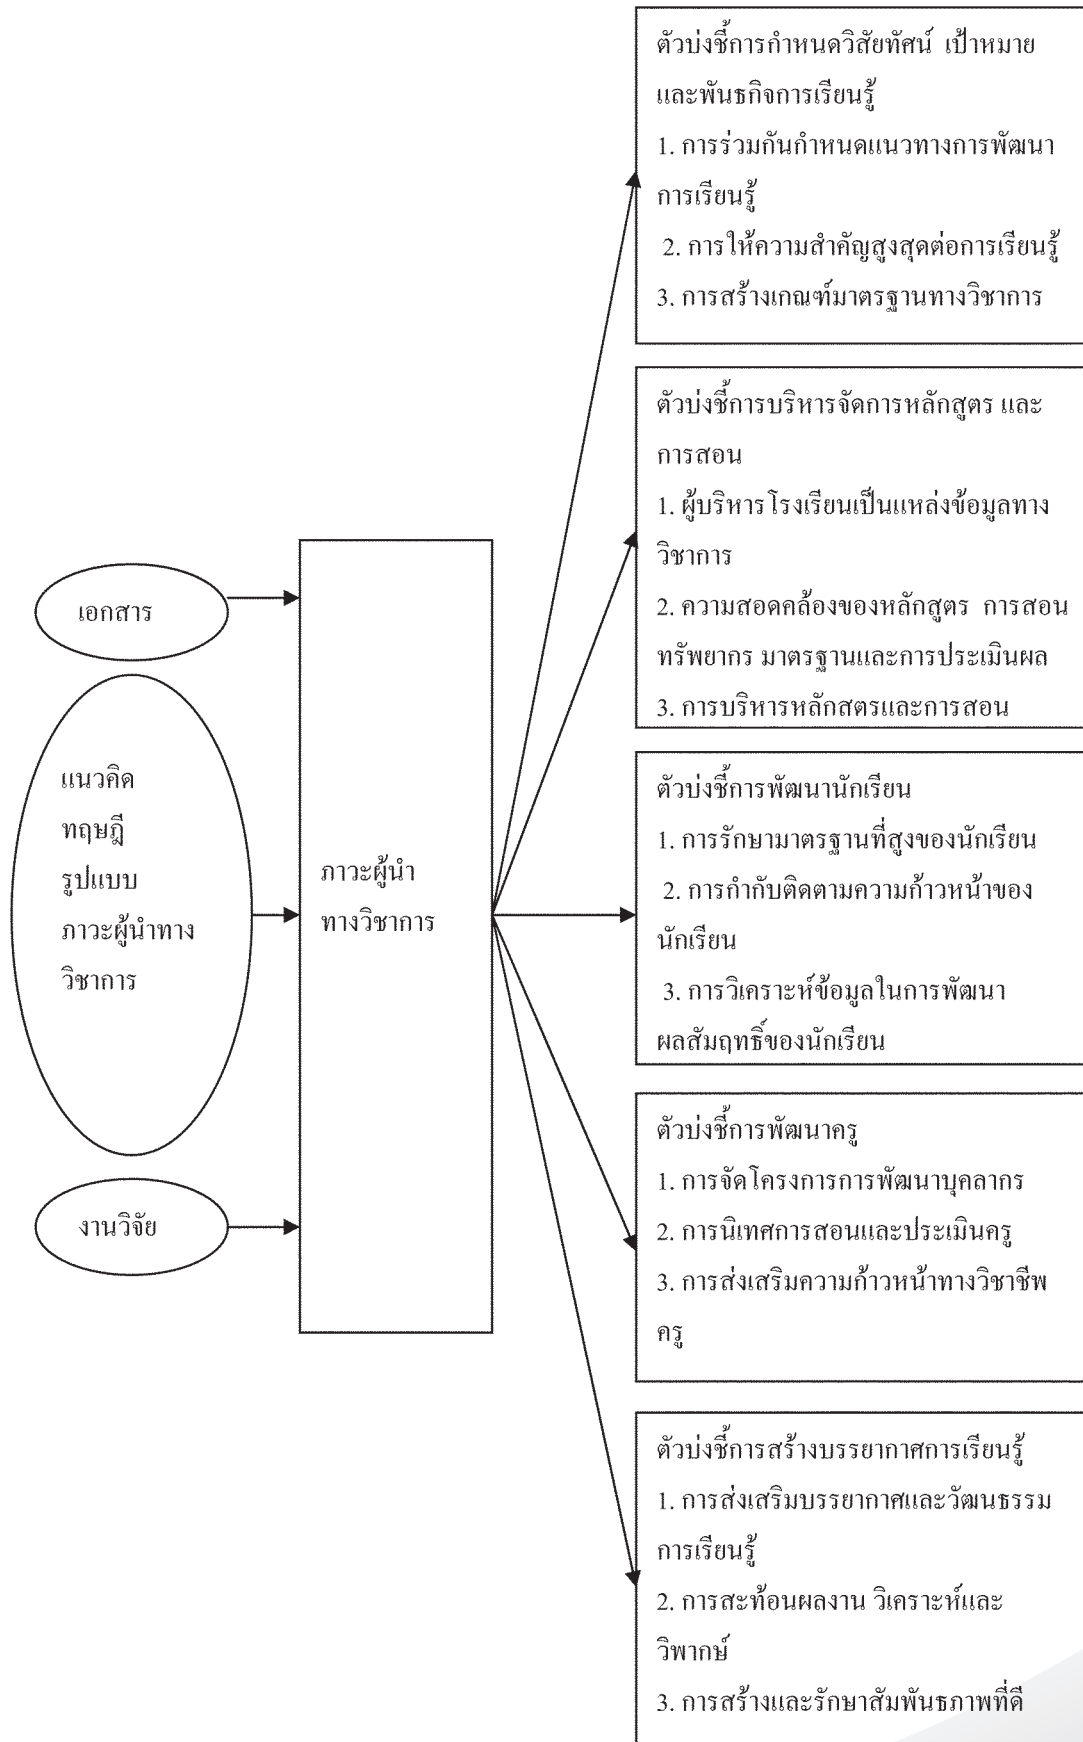 เอกสาร
แนวคิด
ทฤษฎี
รูปแบบ
ภาวะผู้นำทาง
วิชาการ
งานวิจัย
ภาวะผู้นำ
ทางวิชาการ
ตัวบ่งชี้การกำหนดวิสัยทัศน์ เป้าหมาย
และพันธกิจการเรียนรู้
1. การร่วมกันกำหนดแนวทางการพัฒนา
การเรียนรู้
2. การให้ความสำคัญสูงสุดต่อการเรียนรู้
3. การสร้างเกณฑ์มาตรฐานทางวิชาการ
ตัวบ่งชี้การบริหารจัดการหลักสูตร และ
การสอน
1. ผู้บริหารโรงเรียนเป็นแหล่งข้อมูลทาง
วิชาการ
2. ความสอดคล้องของหลักสูตร การสอน
ทรัพยากร มาตรฐานและการประเมินผล
3. การบริหารหลักสตรและการสอน
ตัวบ่งชี้การพัฒนานักเรียน
1. การรักษามาตรฐานที่สูงของนักเรียน
2. การกำกับติดตามความก้าวหน้าของ
นักเรียน
3. การวิเคราะห์ข้อมูลในการพัฒนา
ผลสัมฤทธิ์ของนักเรียน
ตัวบ่งชี้การพัฒนาครู
1. การจัดโครงการการพัฒนาบุคลากร
2. การนิเทศการสอนและประเมินครู
3. การส่งเสริมความก้าวหน้าทางวิชาชีพ
ครู
ตัวบ่งชี้การสร้างบรรยากาศการเรียนรู้
1. การส่งเสริมบรรยากาศและวัฒนธรรม
การเรียนรู้
2. การสะท้อนผลงาน วิเคราะห์และ
วิพากษ์
3. การสร้างและรักษาสัมพันธภาพที่ดี